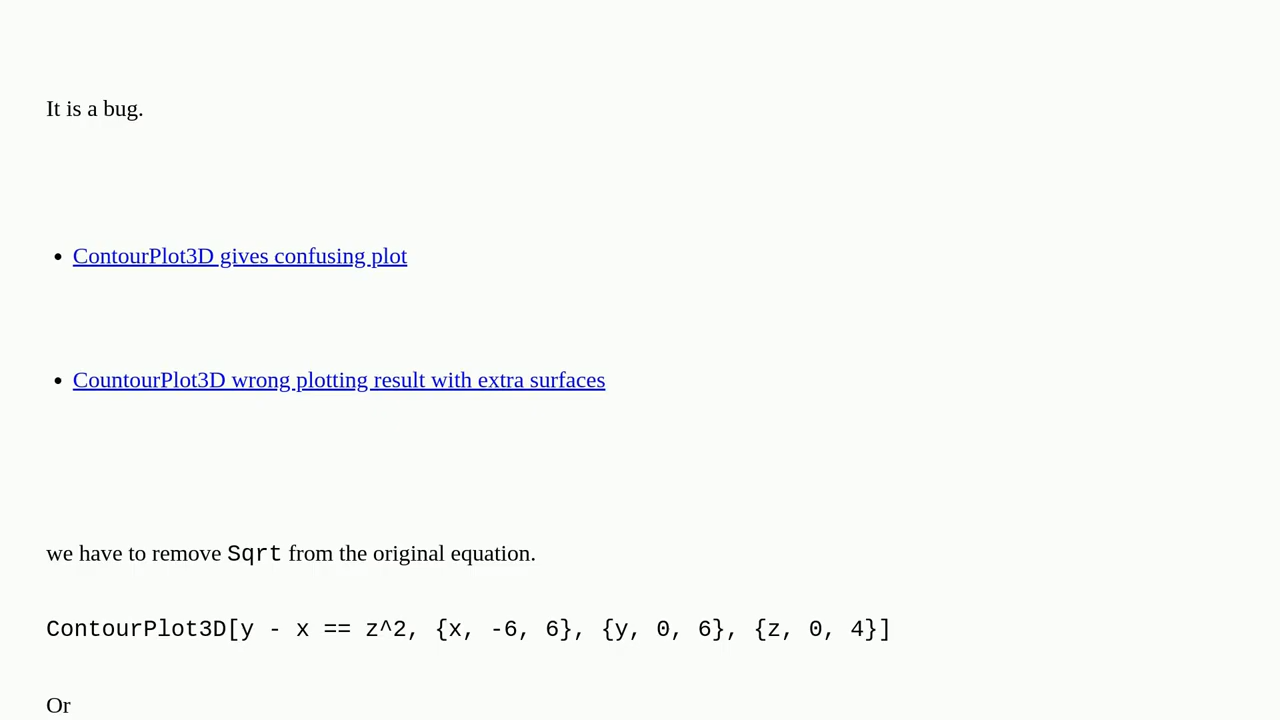 It is a bug.
• ContourPlot3D gives confusing plot
• CountourPlot3D wrong plotting result with extra surfaces
we have to remove Sqrt from the original equation.
ContourPlot3D[y - x == z^2, {x, -6, 6}, {y, 0, 6}, {z, 0, 4}]
Or